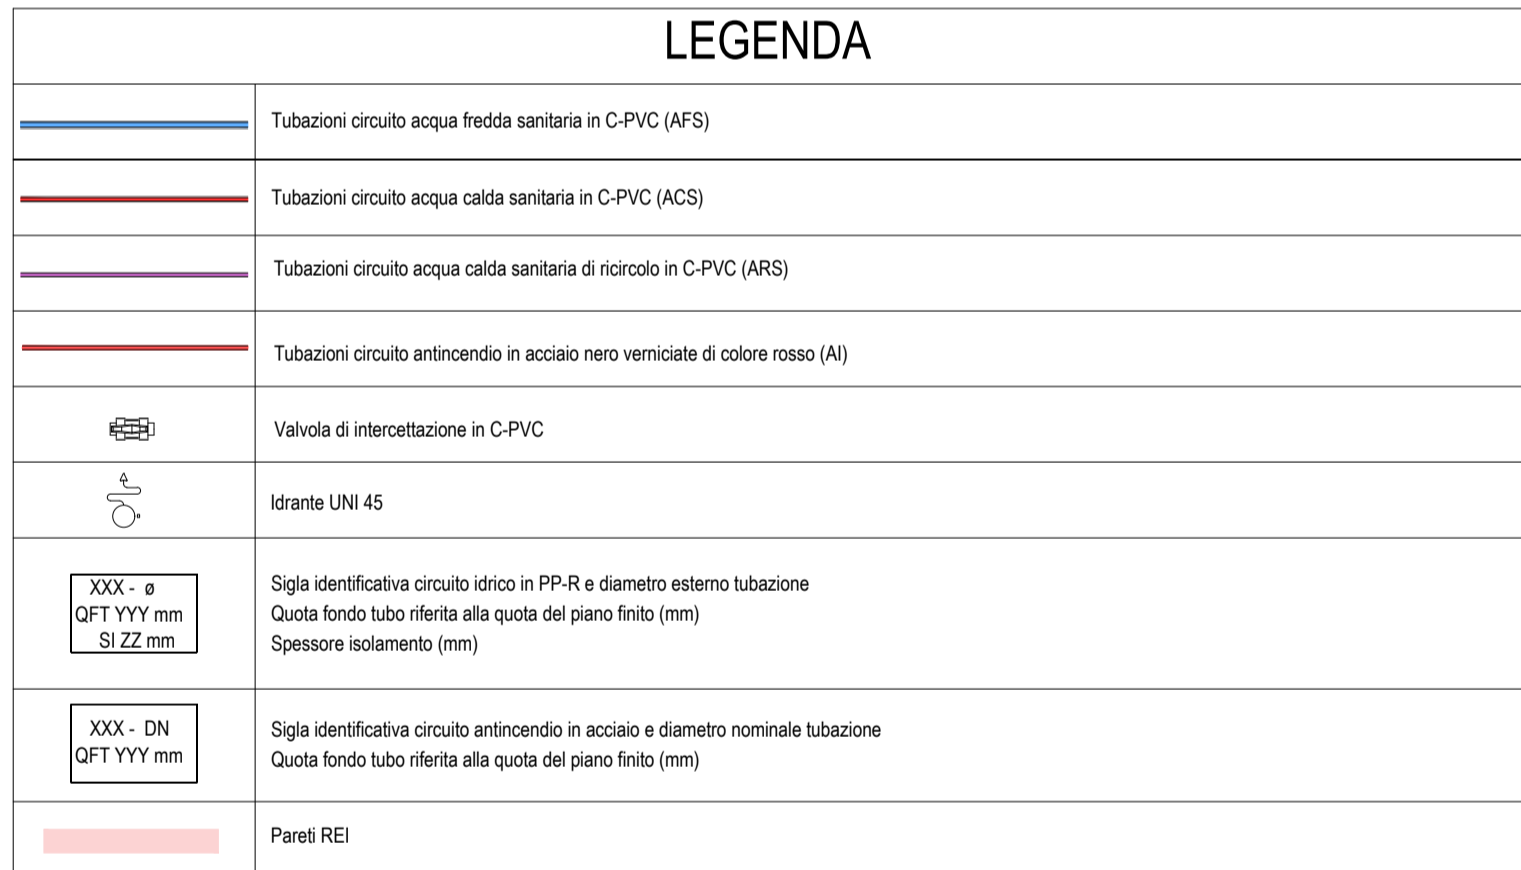 LEGENDA
Tubazioni circuito acqua fredda sanitaria in C-PVC (AFS)
Tubazioni circuito acqua calda sanitaria in C-PVC (ACS)
Tubazioni circuito acqua calda sanitaria di ricircolo in C-PVC (ARS)
Tubazioni circuito antincendio in acciaio nero verniciate di colore rosso (AI)
Valvola di intercettazione in C-PVC
Idrante UNI 45
XXX - ø
QFT YYY mm
SI ZZ mm
Sigla identificativa circuito idrico in PP-R e diametro esterno tubazione
Quota fondo tubo riferita alla quota del piano finito (mm)
Spessore isolamento (mm)
XXX - DN
QFT YYY mm
Sigla identificativa circuito antincendio in acciaio e diametro nominale tubazione
Quota fondo tubo riferita alla quota del piano finito (mm)
Pareti REI